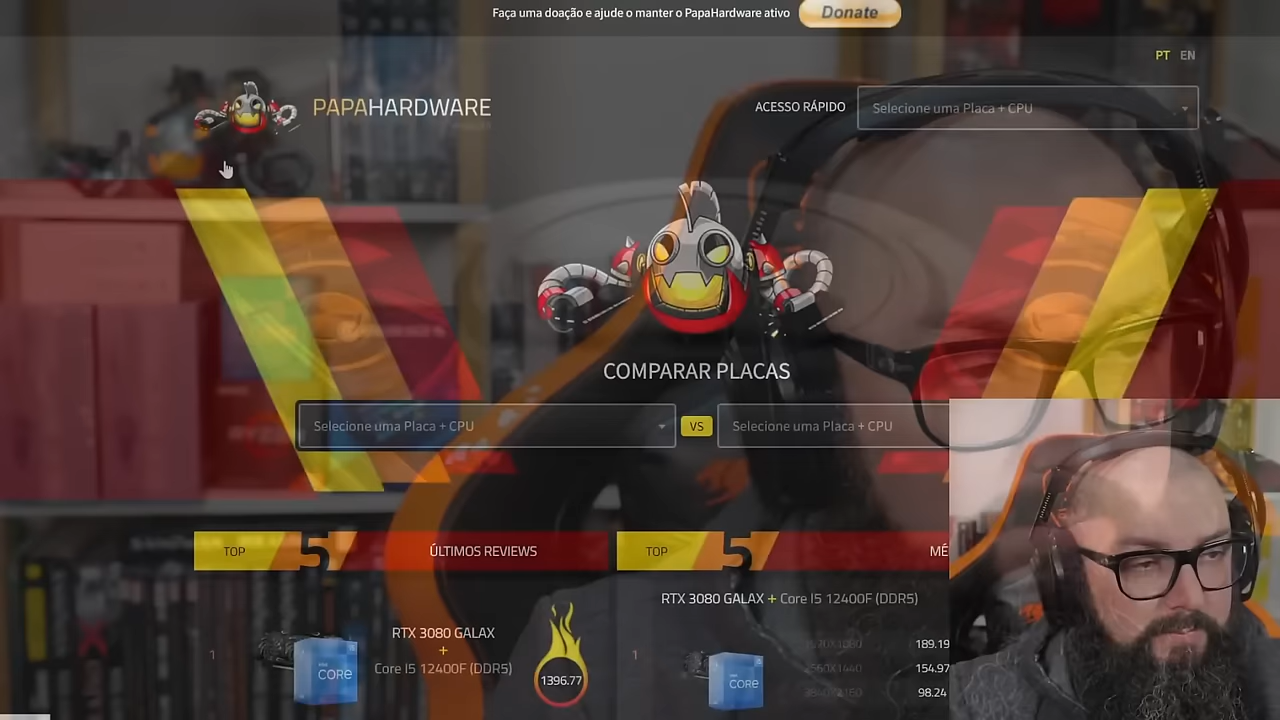 Faça uma doação e ajude o manter o PapaHardware ativo
Donate
PT EN
PAPAHARDWARE
ACESSO RÁPIDO
Selecione uma Placa + CPU
COMPARAR PLACAS
Selecione uma Placa + CPU
VS
Selecione uma Placa + CPU
TOP 5 ÚLTIMOS REVIEWS
TOP 5 MÉ
1
RTX 3080 GALAX
+
Core I5 12400F (DDR5)
CORE
1396.77
1
RTX 3080 GALAX + Core I5 12400F (DDR5)
CORE
189.19
2560X1440 154.97
3840X2160 98.24